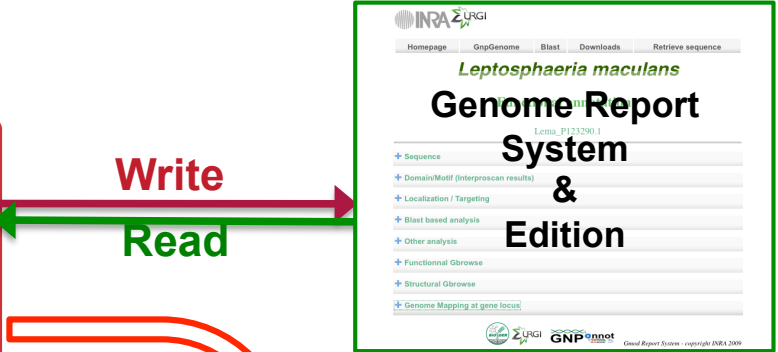 INRA URGI
Homepage GnpGenome Blast Downloads Retrieve sequence
Leptosphaeria maculans
Genome Report
Lema_P123290.1
System
&
Edition
+ Sequence
+ Domain/Motif (Interproscan results)
+ Localization / Targeting
+ Blast based analysis
+ Other analysis
+ Functionnal Gbrowse
+ Structural Gbrowse
+ Genome Mapping at gene locus
Write
Read
URGI GNPannot Gmod Report System - copyright INRA 2009